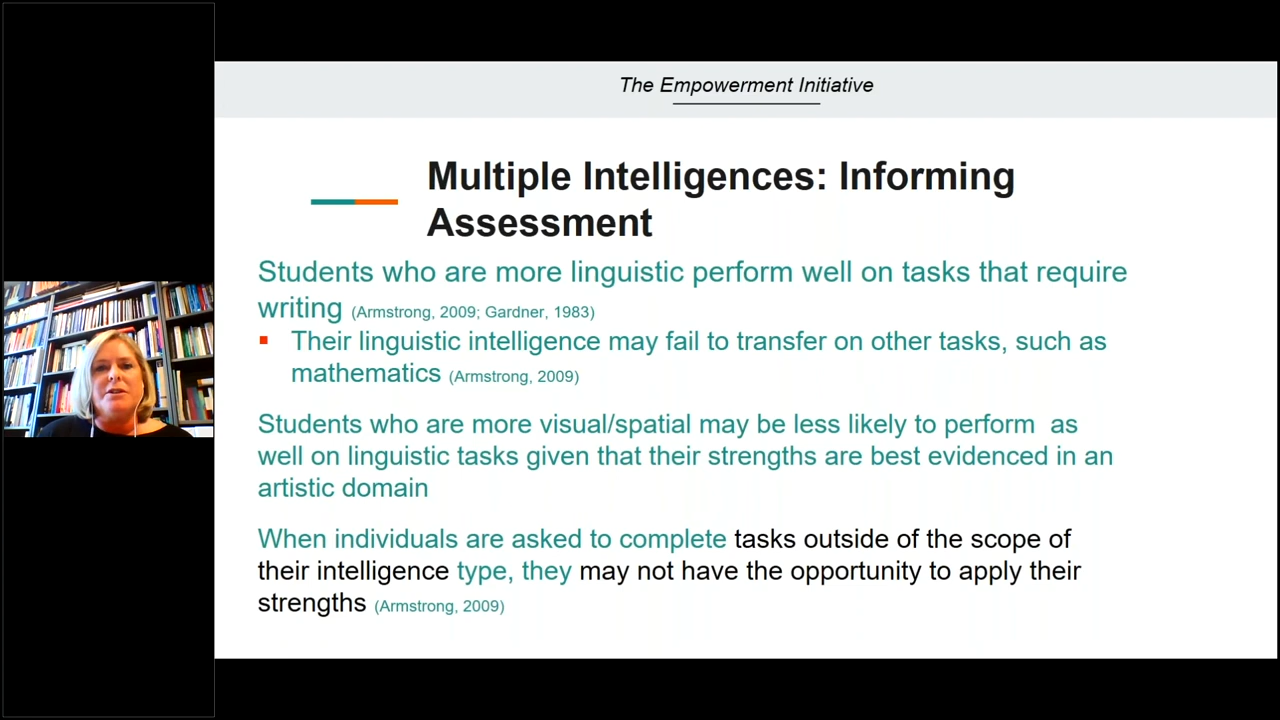 The Empowerment Initiative
Multiple Intelligences: Informing
Assessment
Students who are more linguistic perform well on tasks that require
writing (Armstrong, 2009; Gardner, 1983)
▪ Their linguistic intelligence may fail to transfer on other tasks, such as
mathematics (Armstrong, 2009)
Students who are more visual/spatial may be less likely to perform  as
well on linguistic tasks given that their strengths are best evidenced in an
artistic domain
When individuals are asked to complete tasks outside of the scope of
their intelligence type, they may not have the opportunity to apply their
strengths (Armstrong, 2009)